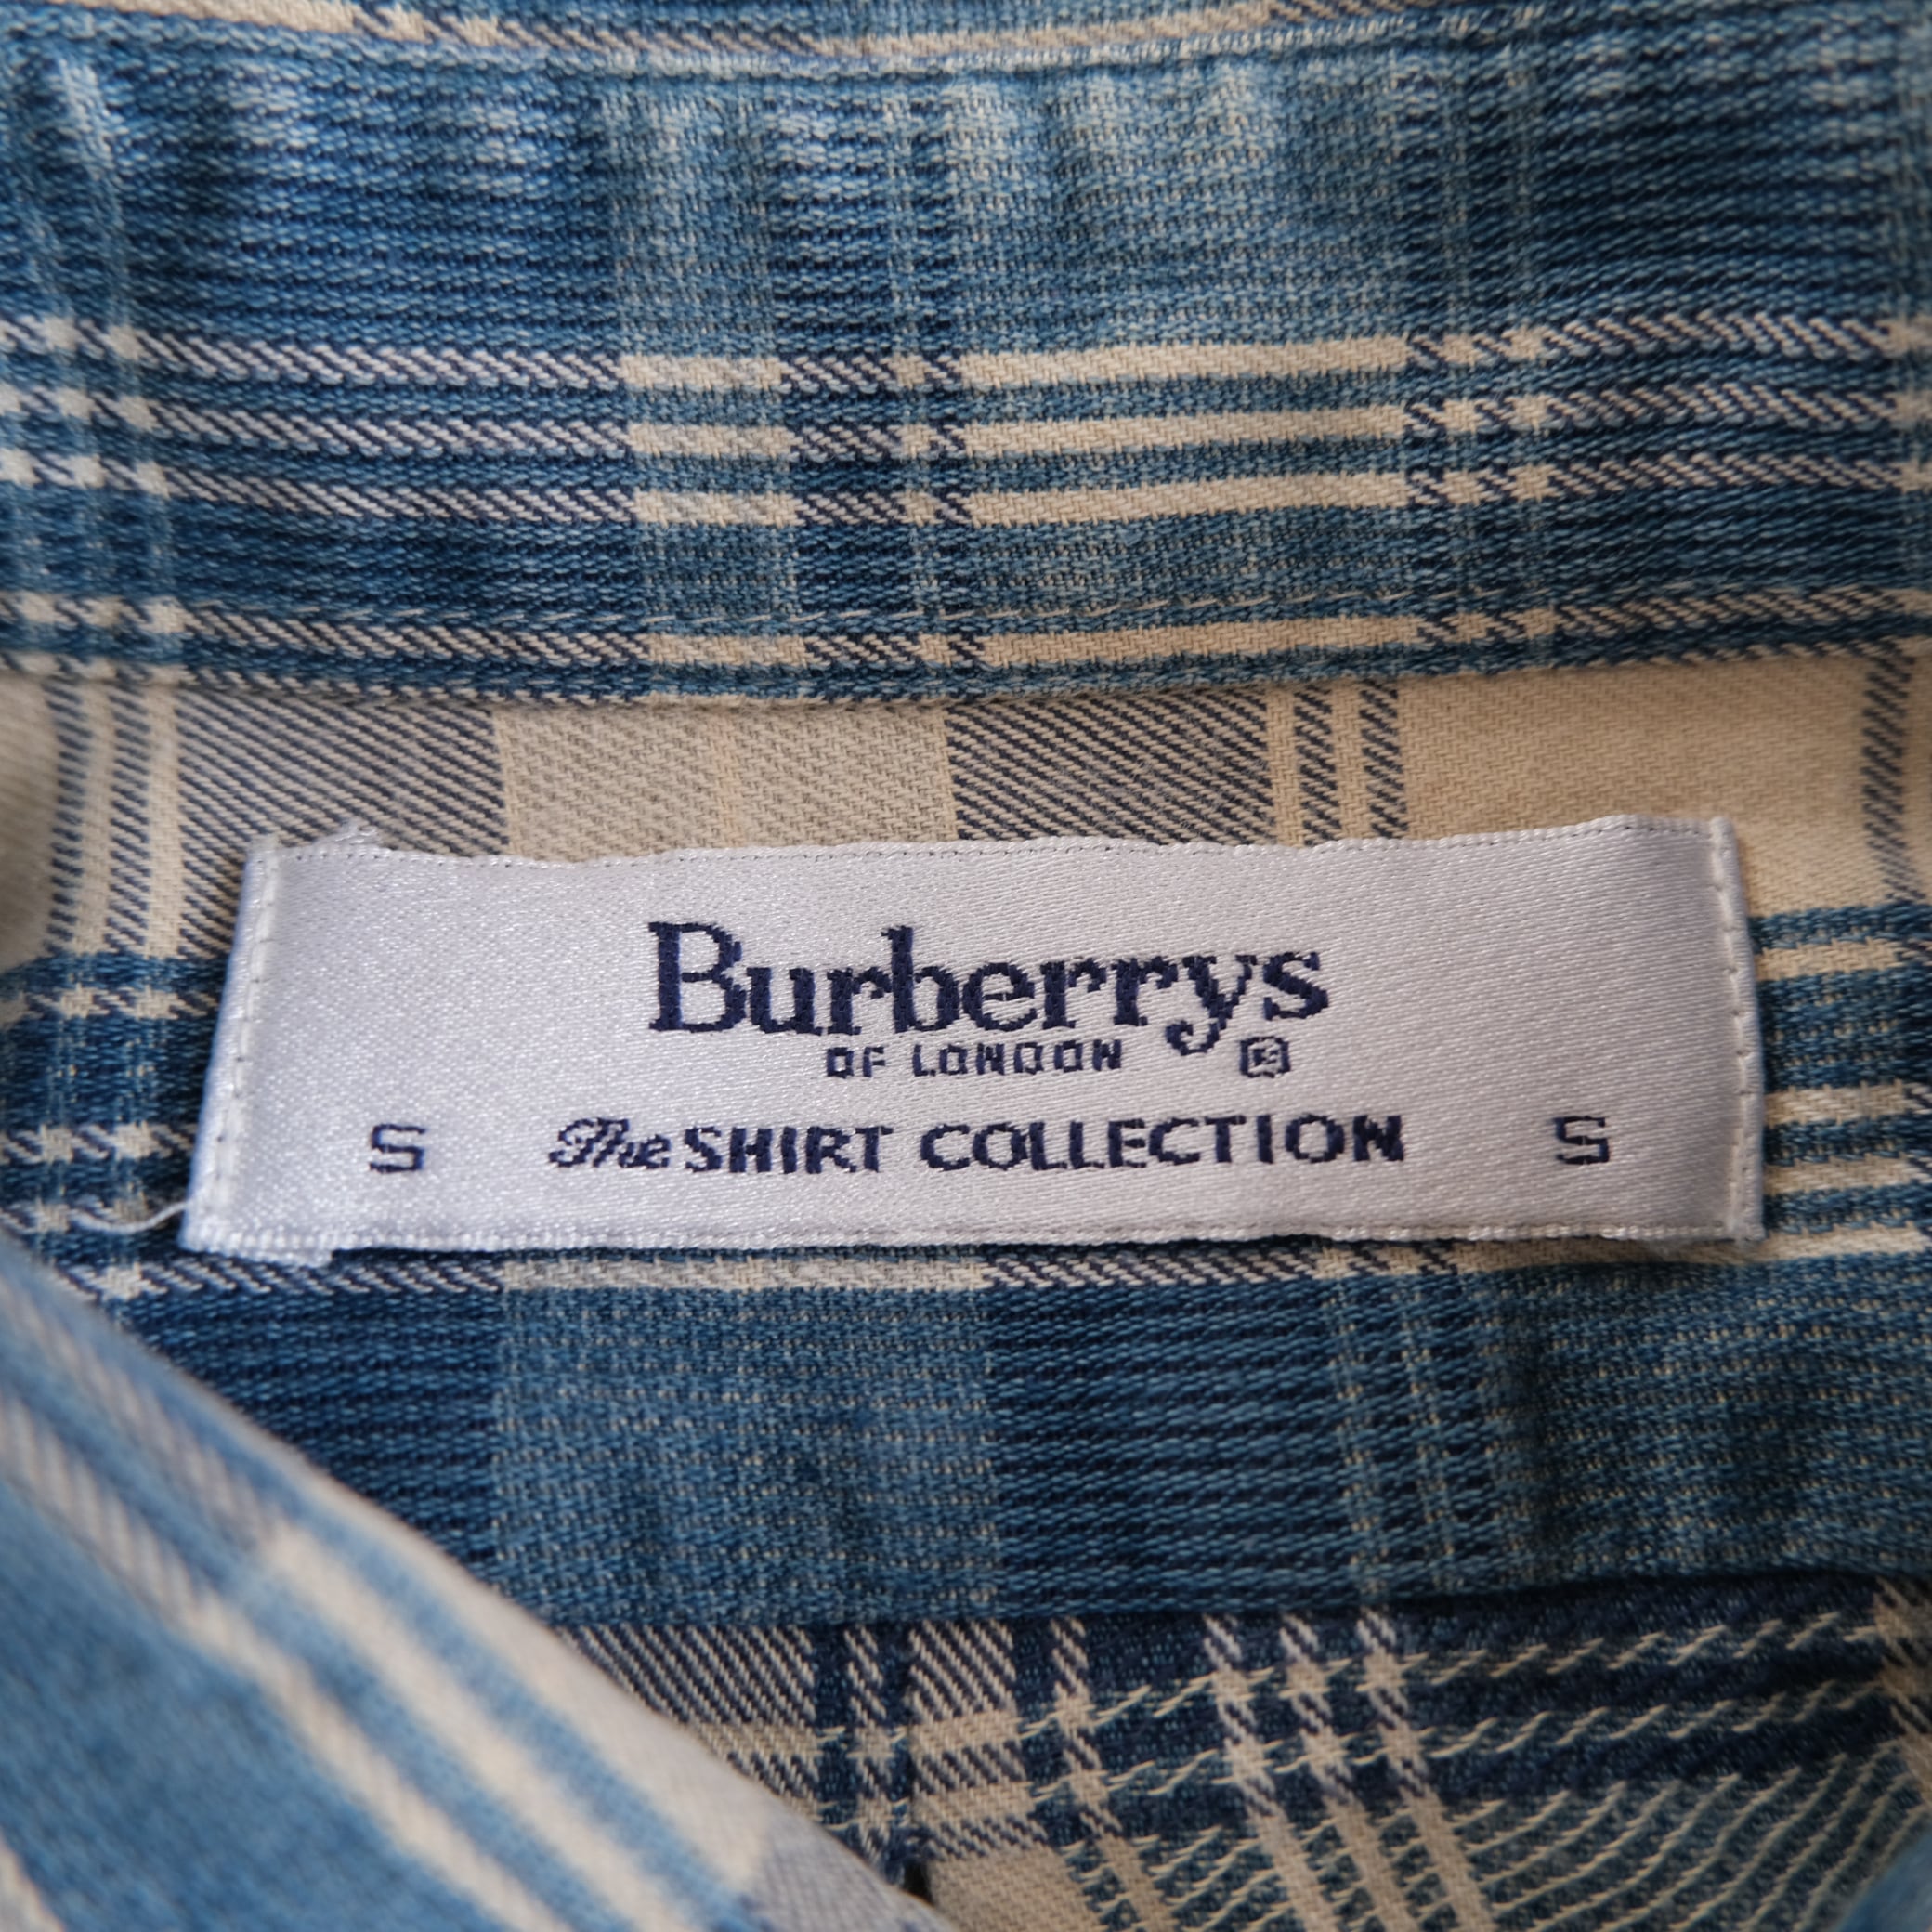 Burberrys
OF LONDON ®
S The SHIRT COLLECTION S